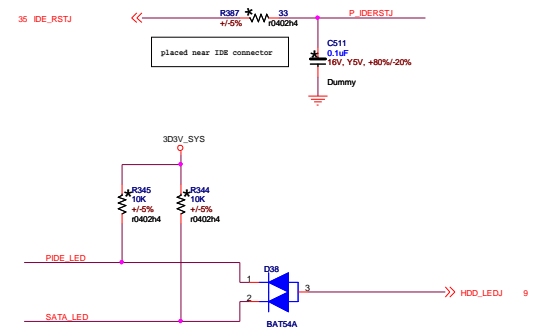 35 IDE_RSTJ
R387
33
+/-5%
r0402h4
P_IDERSTJ
placed near IDE connector
C511
0.1uF
16V, Y5V, +80%/-20%
Dummy
3D3V_SYS
R345
10K
+/-5%
r0402h4
R344
10K
+/-5%
r0402h4
PIDE_LED
D38
1
2
3
HDD_LEDJ 9
SATA_LED
BAT54A